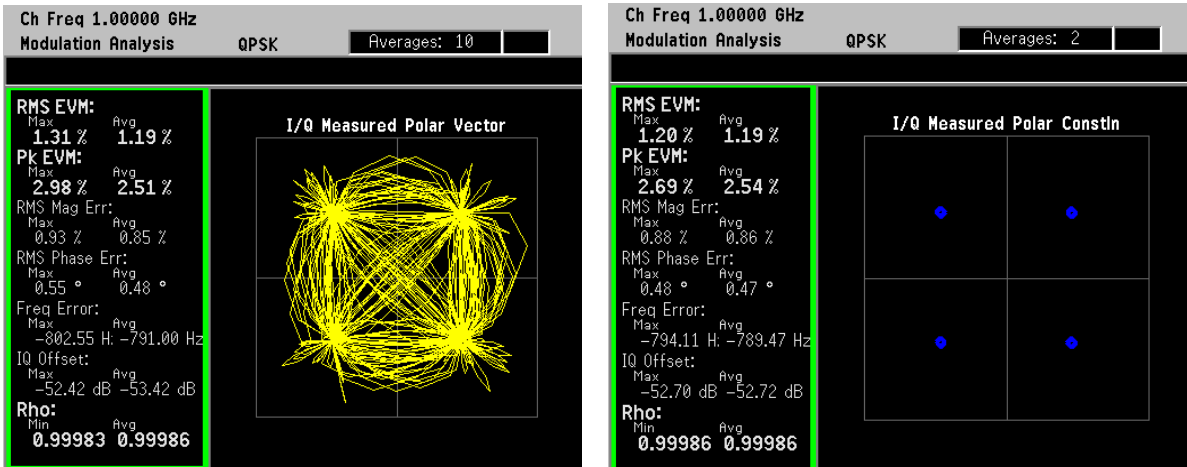 Ch Freq 1.00000 GHz
Modulation Analysis QPSK Averages: 10
RMS EVM:
Max Avg
1.31 % 1.19 %
Pk EVM:
Max Avg
2.98 % 2.51 %
RMS Mag Err:
Max Avg
0.93 % 0.85 %
RMS Phase Err:
Max Avg
0.55 ° 0.48 °
Freq Error:
Max Avg
-802.55 H: -791.00 Hz
IQ Offset:
Max Avg
-52.42 dB -53.42 dB
Rho:
Min Avg
0.99983 0.99986
I/Q Measured Polar Vector
Ch Freq 1.00000 GHz
Modulation Analysis QPSK Averages: 2
RMS EVM:
Max Avg
1.20 % 1.19 %
Pk EVM:
Max Avg
2.69 % 2.54 %
RMS Mag Err:
Max Avg
0.88 % 0.86 %
RMS Phase Err:
Max Avg
0.48 ° 0.47 °
Freq Error:
Max Avg
-794.11 H: -789.47 Hz
IQ Offset:
Max Avg
-52.70 dB -52.72 dB
Rho:
Min Avg
0.99986 0.99986
I/Q Measured Polar Constln